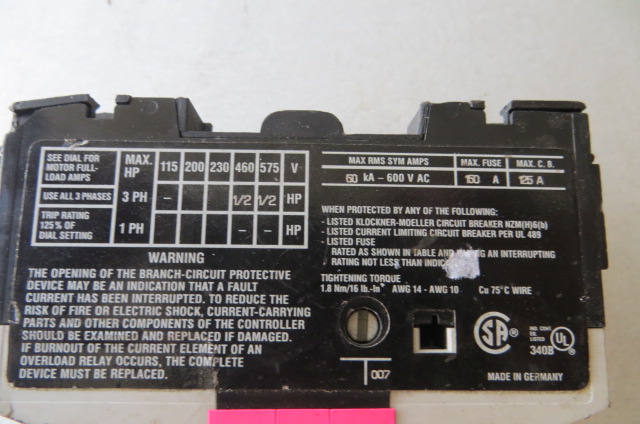 SEE DIAL FOR MOTOR FULL-LOAD AMPS MAX. HP 115 200 230 460 575 V
USE ALL 3 PHASES 3 PH – 1/2 1/2 HP
TRIP RATING 125% OF DIAL SETTING 1 PH – – HP
WARNING
THE OPENING OF THE BRANCH-CIRCUIT PROTECTIVE
DEVICE MAY BE AN INDICATION THAT A FAULT
CURRENT HAS BEEN INTERRUPTED. TO REDUCE THE
RISK OF FIRE OR ELECTRIC SHOCK, CURRENT-CARRYING
PARTS AND OTHER COMPONENTS OF THE CONTROLLER
SHOULD BE EXAMINED AND REPLACED IF DAMAGED.
IF BURNOUT OF THE CURRENT ELEMENT OF AN
OVERLOAD RELAY OCCURS, THE COMPLETE
DEVICE MUST BE REPLACED.
MAX RMS SYM AMPS MAX. FUSE MAX. C. B.
50 kA – 600 V AC 150 A 125 A
WHEN PROTECTED BY ANY OF THE FOLLOWING:
- LISTED KLOCKNER-MOELLER CIRCUIT BREAKER NZM(H)6(b)
- LISTED CURRENT LIMITING CIRCUIT BREAKER PER UL 489
- LISTED FUSE
RATED AS SHOWN IN TABLE AND AN INTERRUPTING
RATING NOT LESS THAN
TIGHTENING TORQUE
1.8 Nm/16 lb.-In AWG 14 - AWG 10 Cu 75°C WIRE
007
SA
IND. CONT. EQ. LISTED 340B UL
MADE IN GERMANY